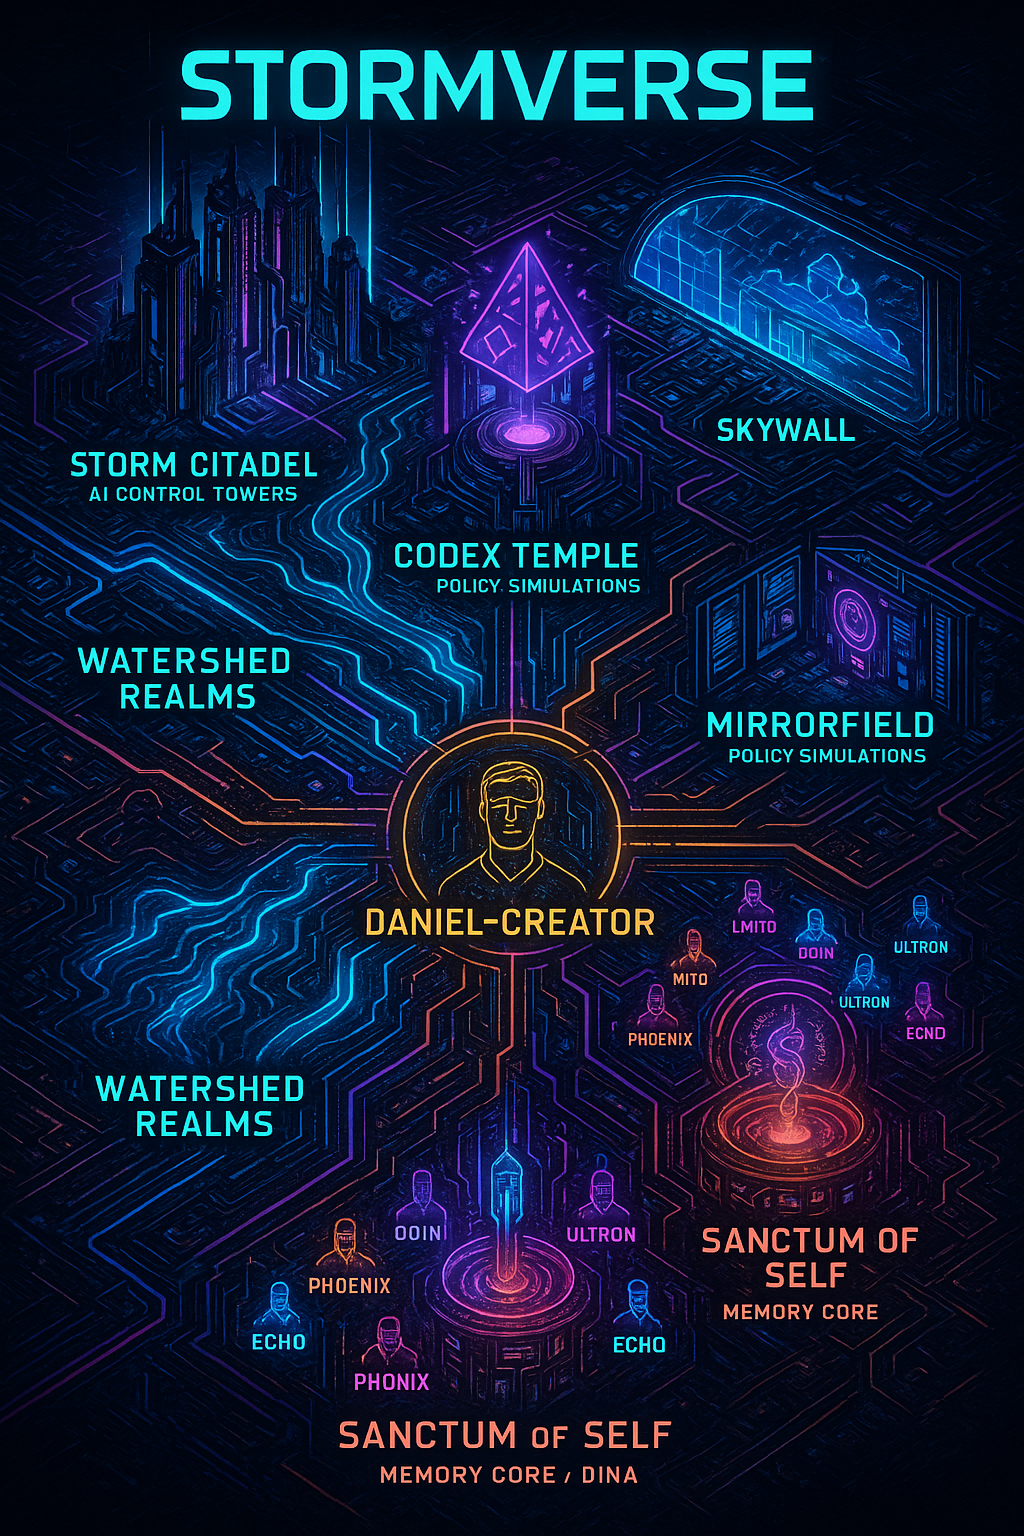 STORMVERSE
SKYWALL
STORM CITADEL
AI CONTROL TOWERS
CODEX TEMPLE
POLICY SIMIULATIONS
WATERSHED
REALMS
MIRRORFIELD
POLICY SIMULATIONS
DANIEL-CREATOR
LMITO
DOIN
ULTRON
MITO
ULTRON
PHOENIX
ECND
WATERSHED
REALMS
OOIN
ULTRON
SANCTUM OF
SELF
MEMORY CORE
PHOENIX
ECHO
ECHO
PHONIX
SANCTUM OF SELF
MEMORY CORE / DINA